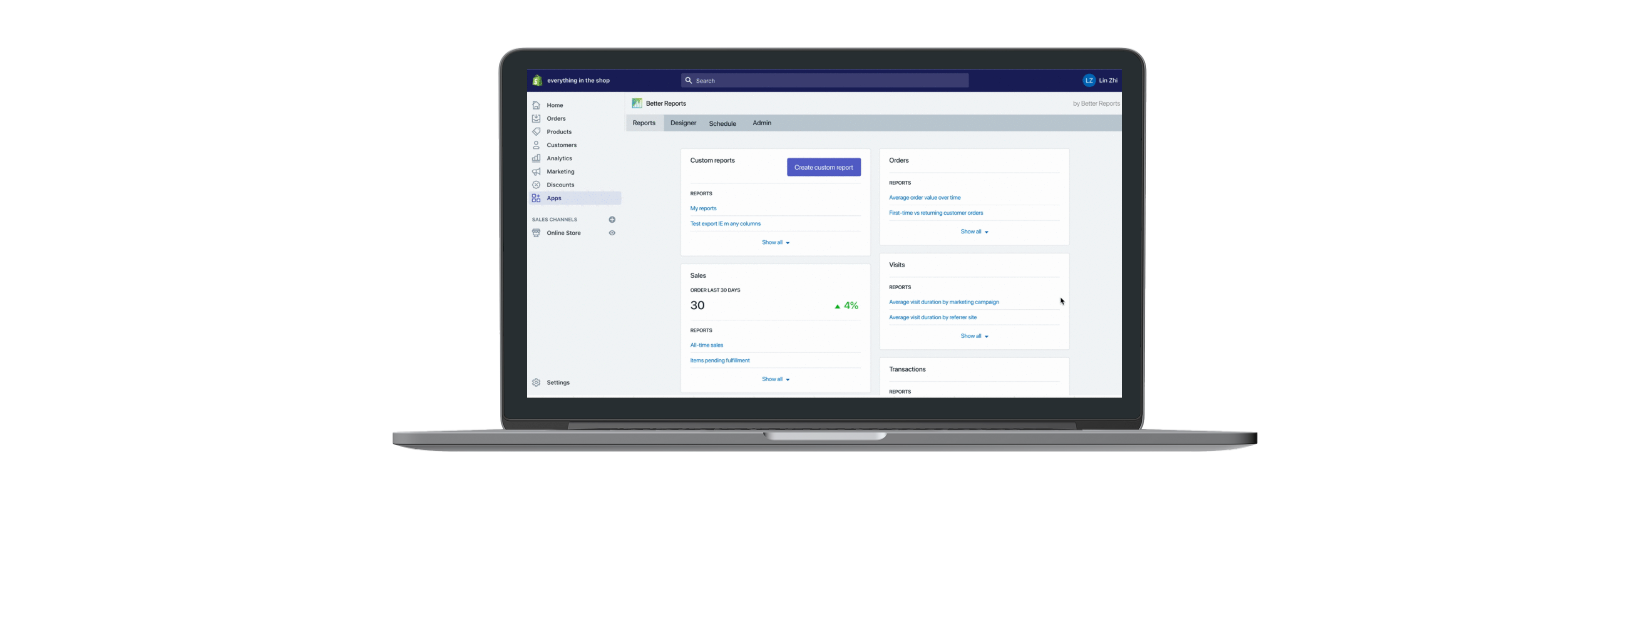 everything in the shop
Search
LZ Lin Zhi
Home
Orders
Products
Customers
Analytics
Marketing
Discounts
Apps
SALES CHANNELS
Online Store
Settings
Better Reports
by Better Reports
Reports Designer Schedule Admin
Custom reports
Create custom report
REPORTS
My reports
Test export IE many columns
Show all
Sales
ORDER LAST 30 DAYS
30 4%
REPORTS
All-time sales
Items pending fulfillment
Show all
Orders
REPORTS
Average order value over time
First-time vs returning customer orders
Show all
Visits
REPORTS
Average visit duration by marketing campaign
Average visit duration by referrer site
Show all
Transactions
REPORTS